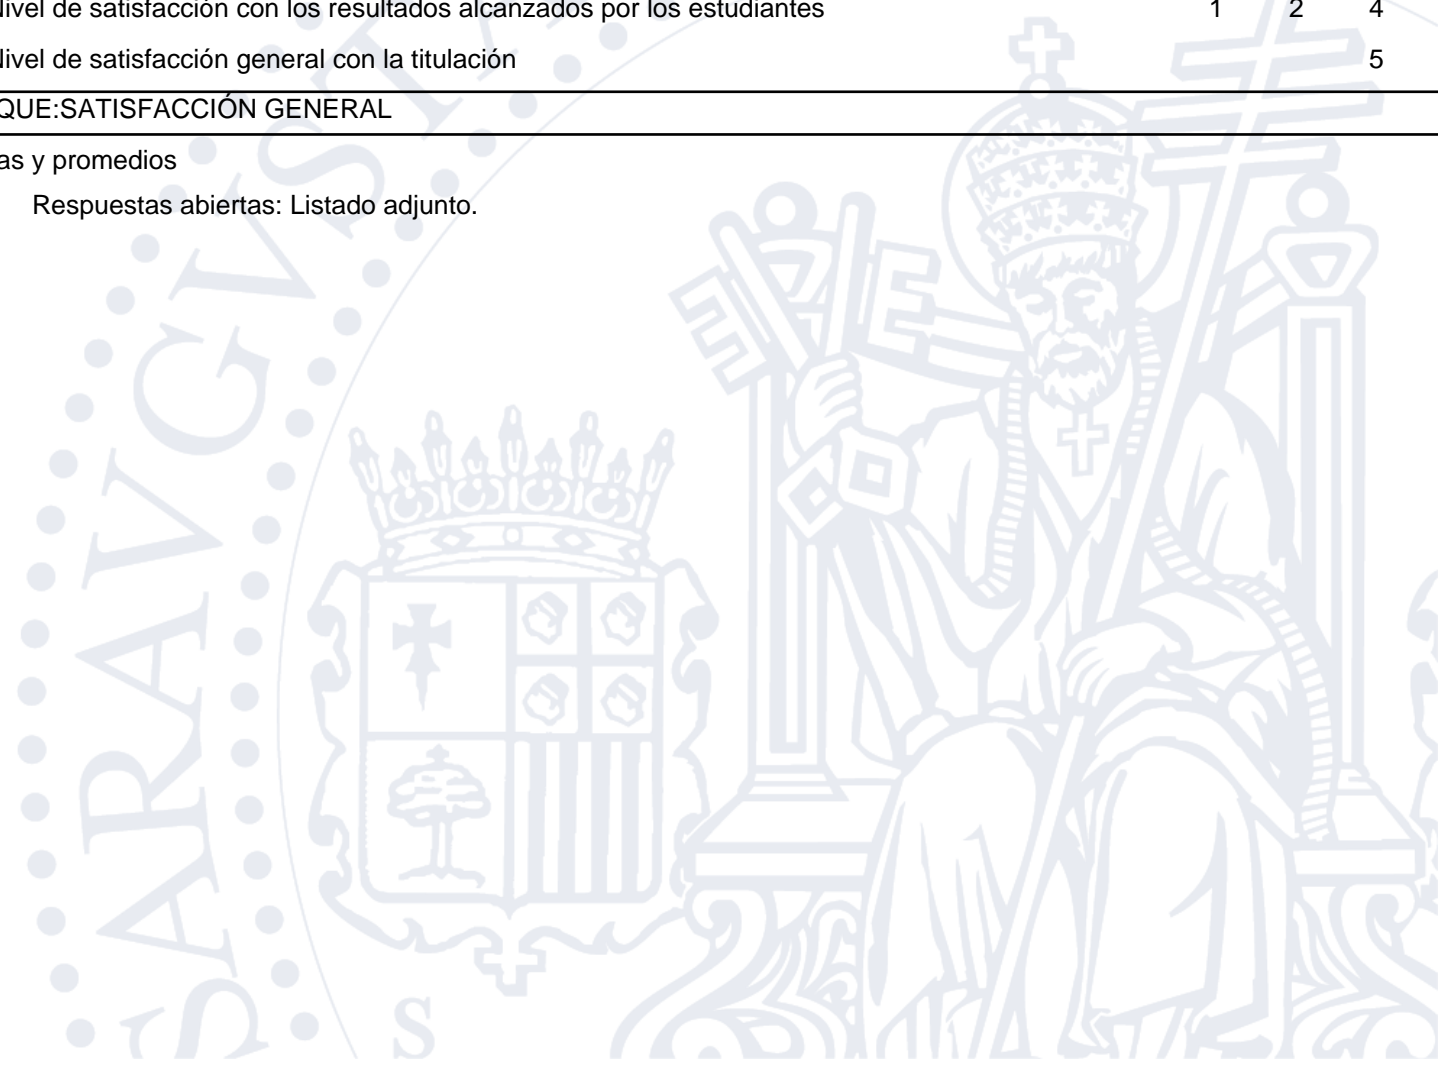 Nivel de satisfacción con los resultados alcanzados por los estudiantes 1 2 4
Nivel de satisfacción general con la titulación 5
QUE:SATISFACCIÓN GENERAL
as y promedios
Respuestas abiertas: Listado adjunto.
SARAVGVSTA
S